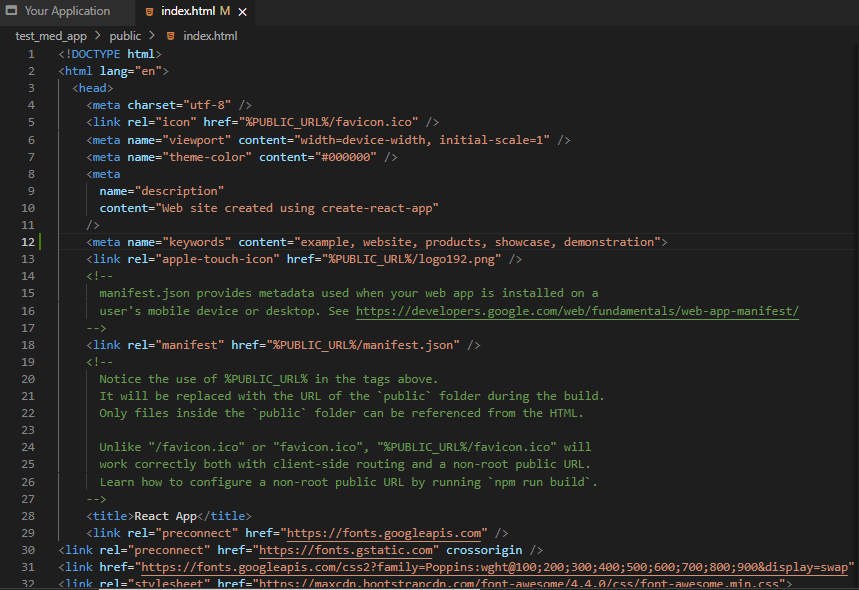 Your Application index.html M
test_med_app > public > index.html
1 <!DOCTYPE html>
2 <html lang="en">
3 <head>
4 <meta charset="utf-8" />
5 <link rel="icon" href="%PUBLIC_URL%/favicon.ico" />
6 <meta name="viewport" content="width=device-width, initial-scale=1" />
7 <meta name="theme-color" content="#000000" />
8 <meta
9 name="description"
10 content="Web site created using create-react-app"
11 />
12 <meta name="keywords" content="example, website, products, showcase, demonstration">
13 <link rel="apple-touch-icon" href="%PUBLIC_URL%/logo192.png" />
14 <!--
15 manifest.json provides metadata used when your web app is installed on a
16 user's mobile device or desktop. See https://developers.google.com/web/fundamentals/web-app-manifest/
17 -->
18 <link rel="manifest" href="%PUBLIC_URL%/manifest.json" />
19 <!--
20 Notice the use of %PUBLIC_URL% in the tags above.
21 It will be replaced with the URL of the `public` folder during the build.
22 Only files inside the `public` folder can be referenced from the HTML.
23
24 Unlike "/favicon.ico" or "favicon.ico", "%PUBLIC_URL%/favicon.ico" will
25 work correctly both with client-side routing and a non-root public URL.
26 Learn how to configure a non-root public URL by running `npm run build`.
27 -->
28 <title>React App</title>
29 <link rel="preconnect" href="https://fonts.googleapis.com" />
30 <link rel="preconnect" href="https://fonts.gstatic.com" crossorigin />
31 <link href="https://fonts.googleapis.com/css2?family=Poppins:wght@100;200;300;400;500;600;700;800;900&display=swap"
32 <link rel="stylesheet" href="https://maxcdn.bootstrapcdn.com/font-awesome/4.4.0/css/font-awesome.min.css">